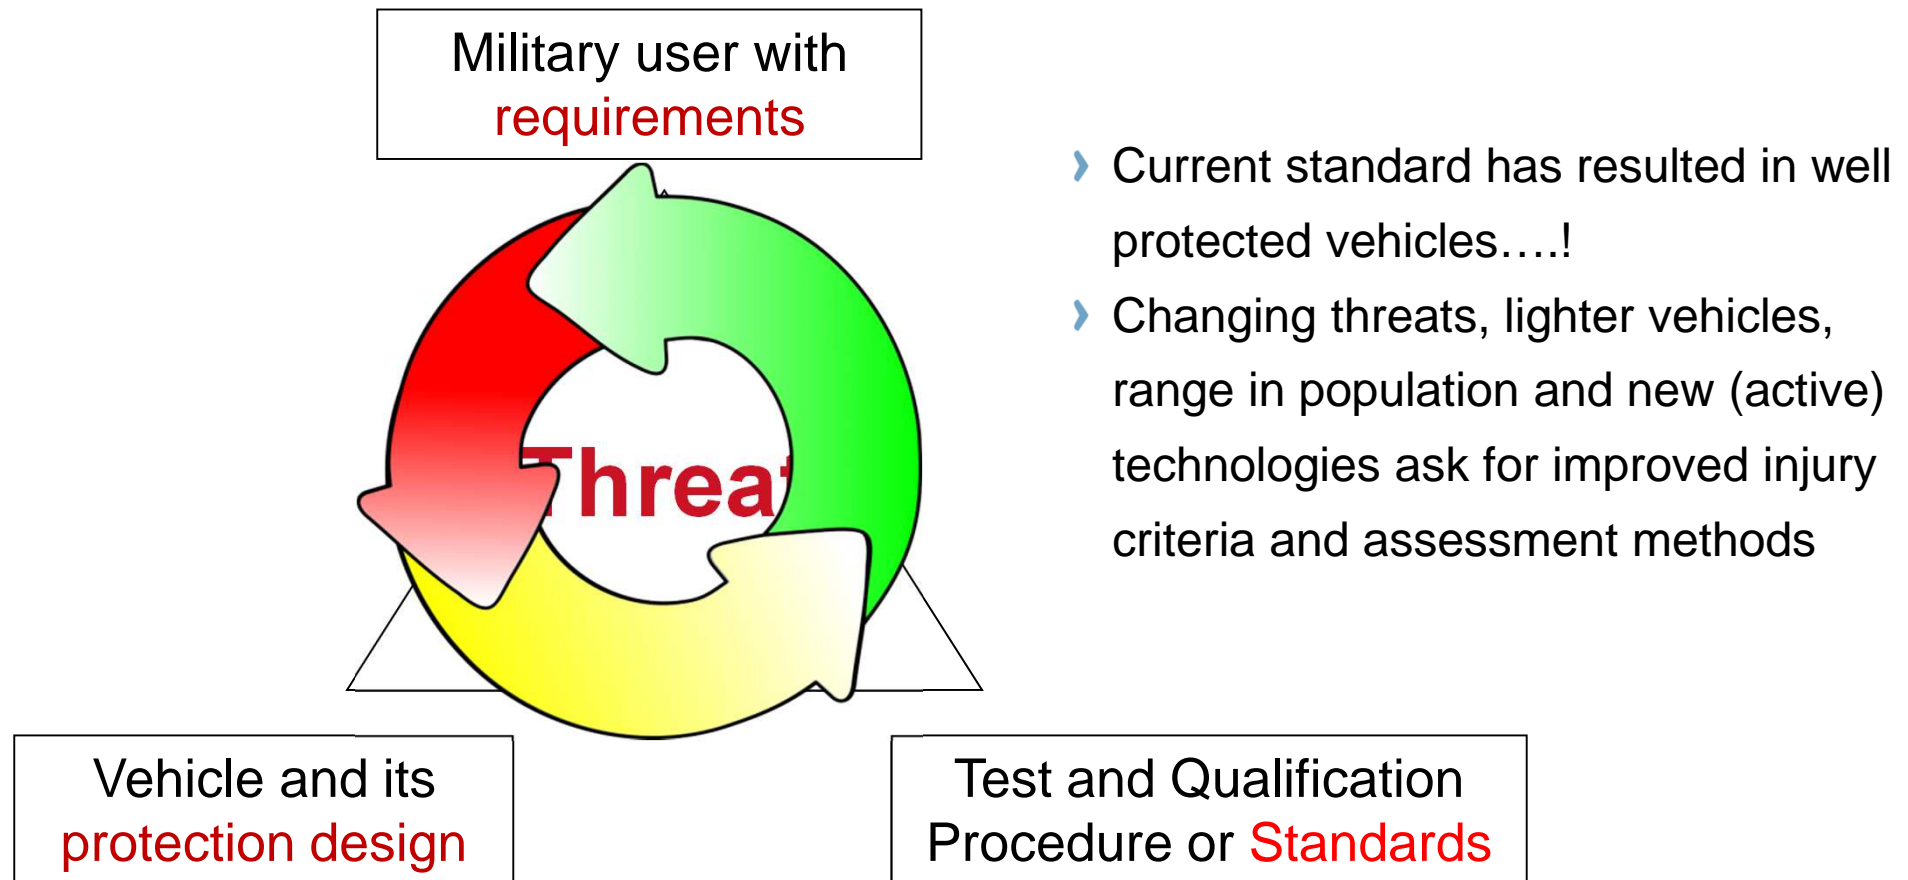 Military user with
requirements
Current standard has resulted in well
protected vehicles….!
Changing threats, lighter vehicles,
range in population and new (active)
technologies ask for improved injury
criteria and assessment methods
Threat
Vehicle and its
protection design
Test and Qualification
Procedure or Standards